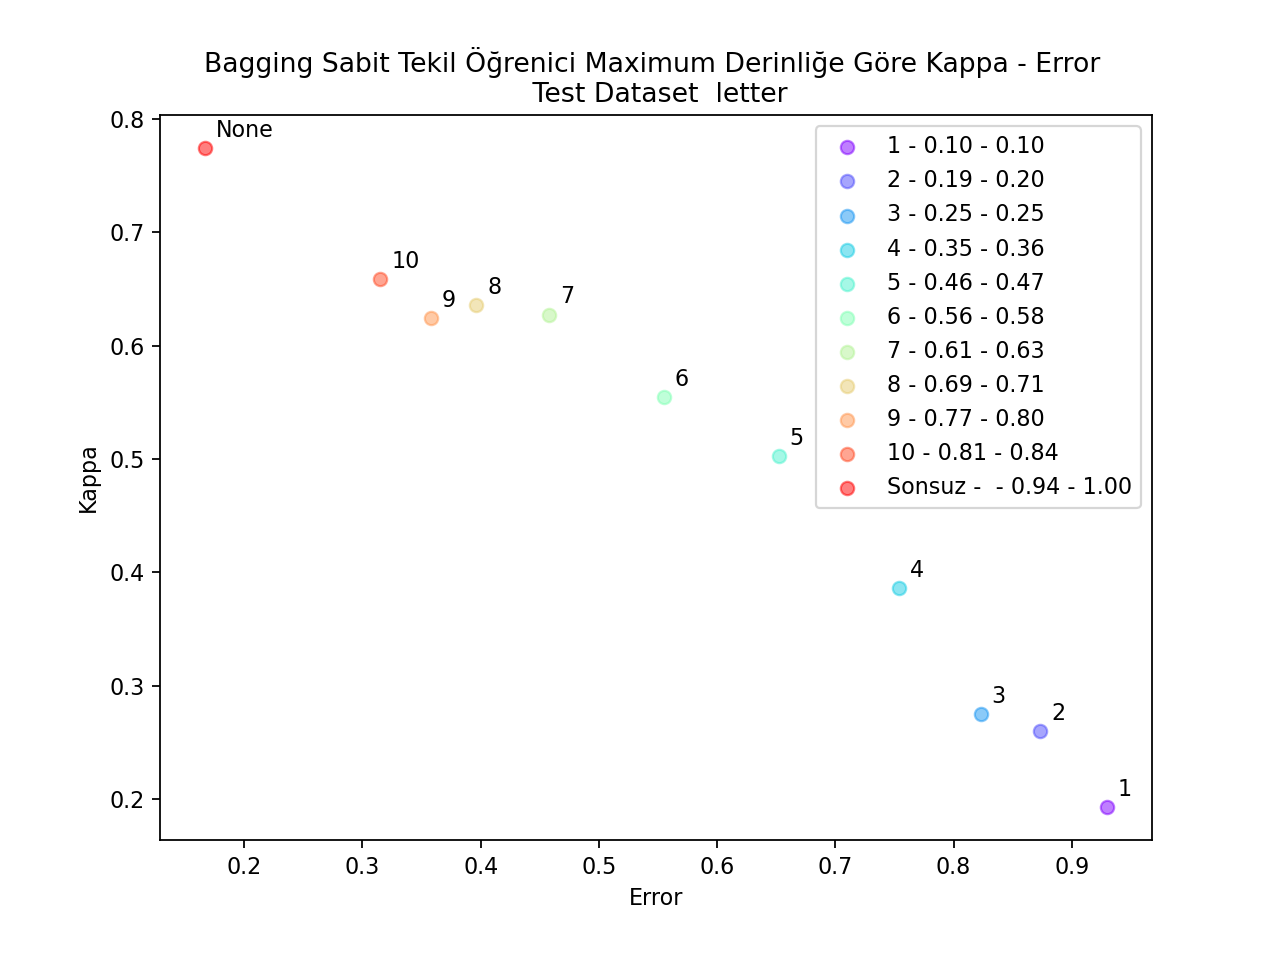 Bagging Sabit Tekil Öğrenici Maximum Derinliğe Göre Kappa - Error
Test Dataset  letter
None
10
9
8
7
6
5
4
3
2
1
1 - 0.10 - 0.10
2 - 0.19 - 0.20
3 - 0.25 - 0.25
4 - 0.35 - 0.36
5 - 0.46 - 0.47
6 - 0.56 - 0.58
7 - 0.61 - 0.63
8 - 0.69 - 0.71
9 - 0.77 - 0.80
10 - 0.81 - 0.84
Sonsuz -  - 0.94 - 1.00
0.8
0.7
0.6
0.5
0.4
0.3
0.2
Kappa
0.2
0.3
0.4
0.5
0.6
0.7
0.8
0.9
Error